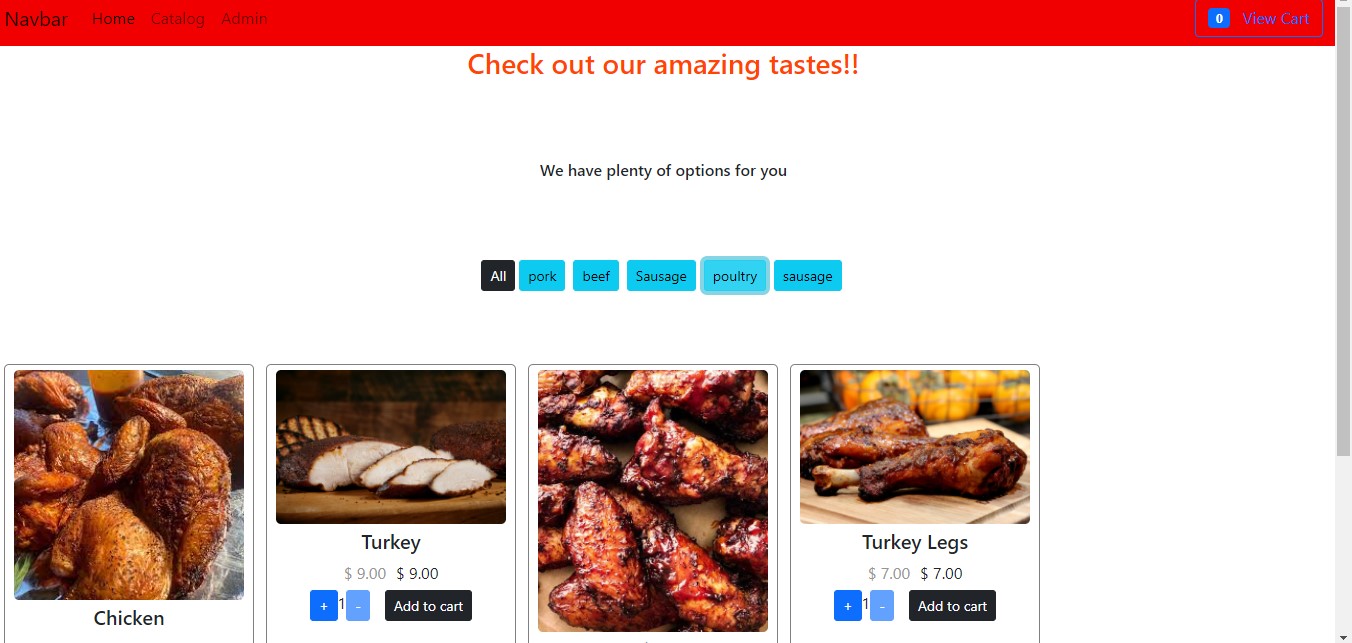 Navbar Home Catalog Admin 0 View Cart
Check out our amazing tastes!!
We have plenty of options for you
All pork beef Sausage poultry sausage
Turkey Turkey Legs
$ 9.00 $ 9.00 $ 7.00 $ 7.00
+ 1 - Add to cart + 1 - Add to cart
Chicken